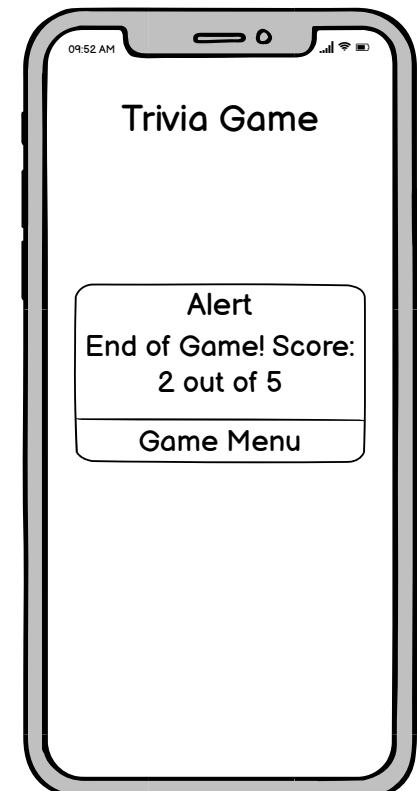 09:52 AM
Trivia Game
Alert
End of Game! Score:
2 out of 5
Game Menu